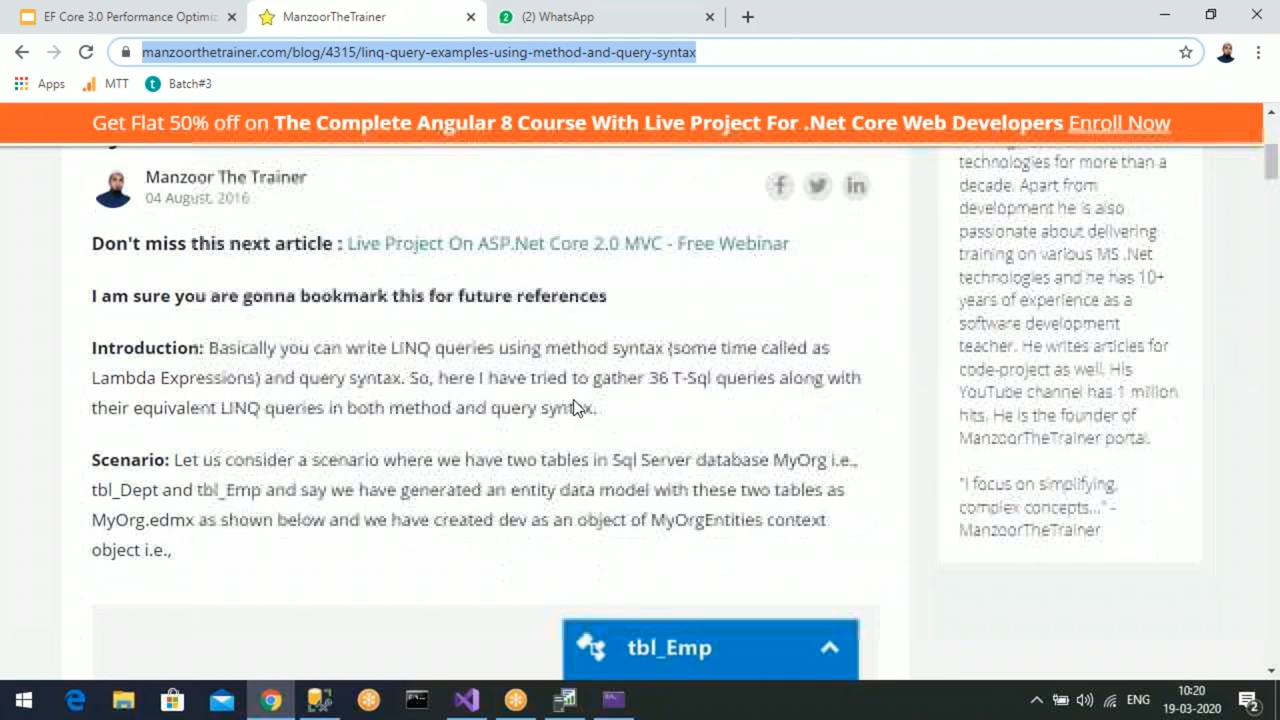 EF Core 3.0 Performance Optimiz
ManzoorTheTrainer
(2) WhatsApp
manzoorthetrainer.com/blog/4315/linq-query-examples-using-method-and-query-syntax
Apps
MTT
Batch#3
Get Flat 50% off on The Complete Angular 8 Course With Live Project For .Net Core Web Developers Enroll Now
Manzoor The Trainer
04 August, 2016
Don't miss this next article : Live Project On ASP.Net Core 2.0 MVC - Free Webinar
I am sure you are gonna bookmark this for future references
Introduction: Basically you can write LINQ queries using method syntax (some time called as
Lambda Expressions) and query syntax. So, here I have tried to gather 36 T-Sql queries along with
their equivalent LINQ queries in both method and query syntax.
Scenario: Let us consider a scenario where we have two tables in Sql Server database MyOrg i.e.,
tbl_Dept and tbl_Emp and say we have generated an entity data model with these two tables as
MyOrg.edmx as shown below and we have created dev as an object of MyOrgEntities context
object i.e.,
tbl_Emp
technologies for more than a
decade. Apart from
development he is also
passionate about delivering
training on various MS .Net
technologies and he has 10+
years of experience as a
software development
teacher. He writes articles for
code-project as well. His
YouTube channel has 1 million
hits. He is the founder of
ManzoorTheTrainer portal.
"I focus on simplifying,
complex concepts..." -
ManzoorTheTrainer
ENG
10:20
19-03-2020
2